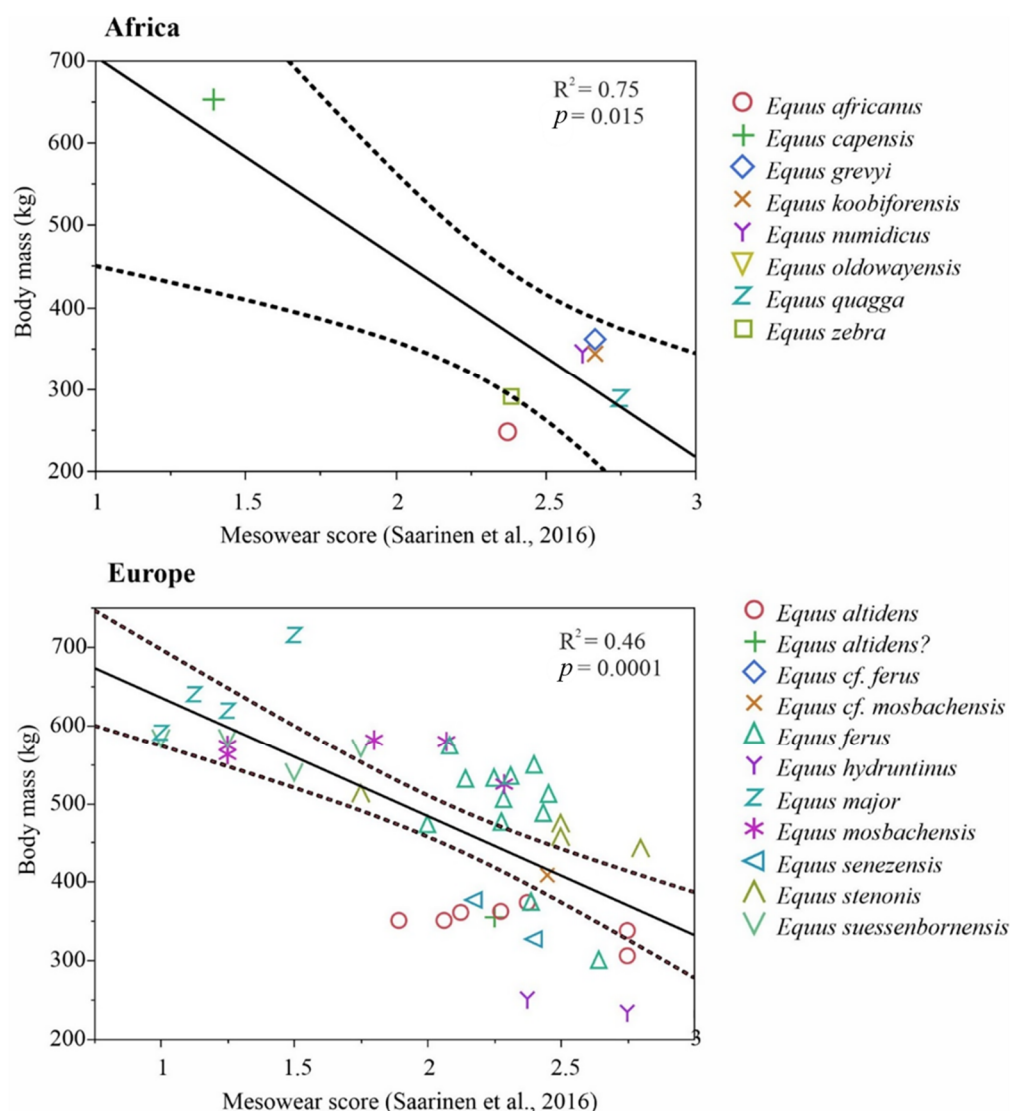 Africa
700
600
500
400
300
200
Body mass (kg)
R² = 0.75
p = 0.015
1
1.5
2
2.5
3
Mesowear score (Saarinen et al., 2016)
Equus africanus
Equus capensis
Equus grevyi
Equus koobiforensis
Equus numidicus
Equus oldowayensis
Equus quagga
Equus zebra
Europe
700
600
500
400
300
200
Body mass (kg)
R² = 0.46
p = 0.0001
1
1.5
2
2.5
3
Mesowear score (Saarinen et al., 2016)
Equus altidens
Equus altidens?
Equus cf. ferus
Equus cf. mosbachensis
Equus ferus
Equus hydruntinus
Equus major
Equus mosbachensis
Equus senezensis
Equus stenonis
Equus suessenbornensis